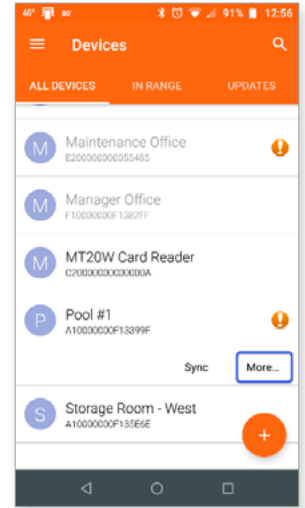 46° 80° 91% 12:56
Devices
ALL DEVICES IN RANGE UPDATES
M Maintenance Office
E200000000055485
M Manager Office
F10000000F1382FF
M MT20W Card Reader
C20000000000000A
P Pool #1
A10000000F13399F
Sync More...
S Storage Room - West
A10000000F135E6E
+